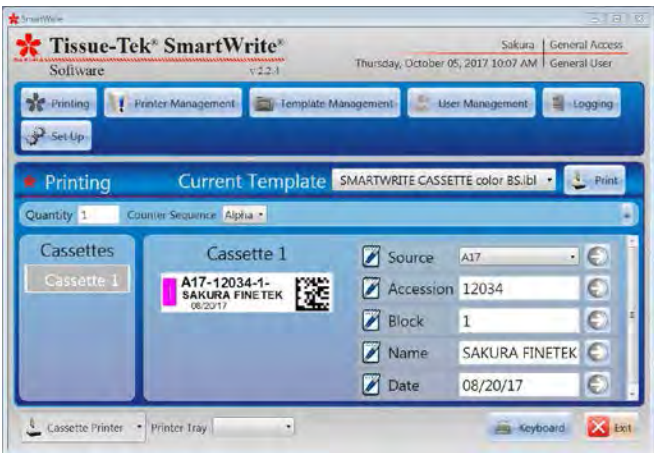 SmartWrite
Tissue-Tek® SmartWrite®
Software v 2.2.1
Sakura General Access
Thursday, October 05, 2017 10:07 AM General User
Printing Printer Management Template Management User Management Logging
Set Up
Printing Current Template SMARTWRITE CASSETTE color BS.lbl Print
Quantity 1 Counter Sequence Alpha
Cassettes
Cassette 1
Cassette 1
A17-12034-1-
SAKURA FINETEK
08/20/17
Source A17
Accession 12034
Block 1
Name SAKURA FINETEK
Date 08/20/17
Cassette Printer Printer Tray Keyboard Exit